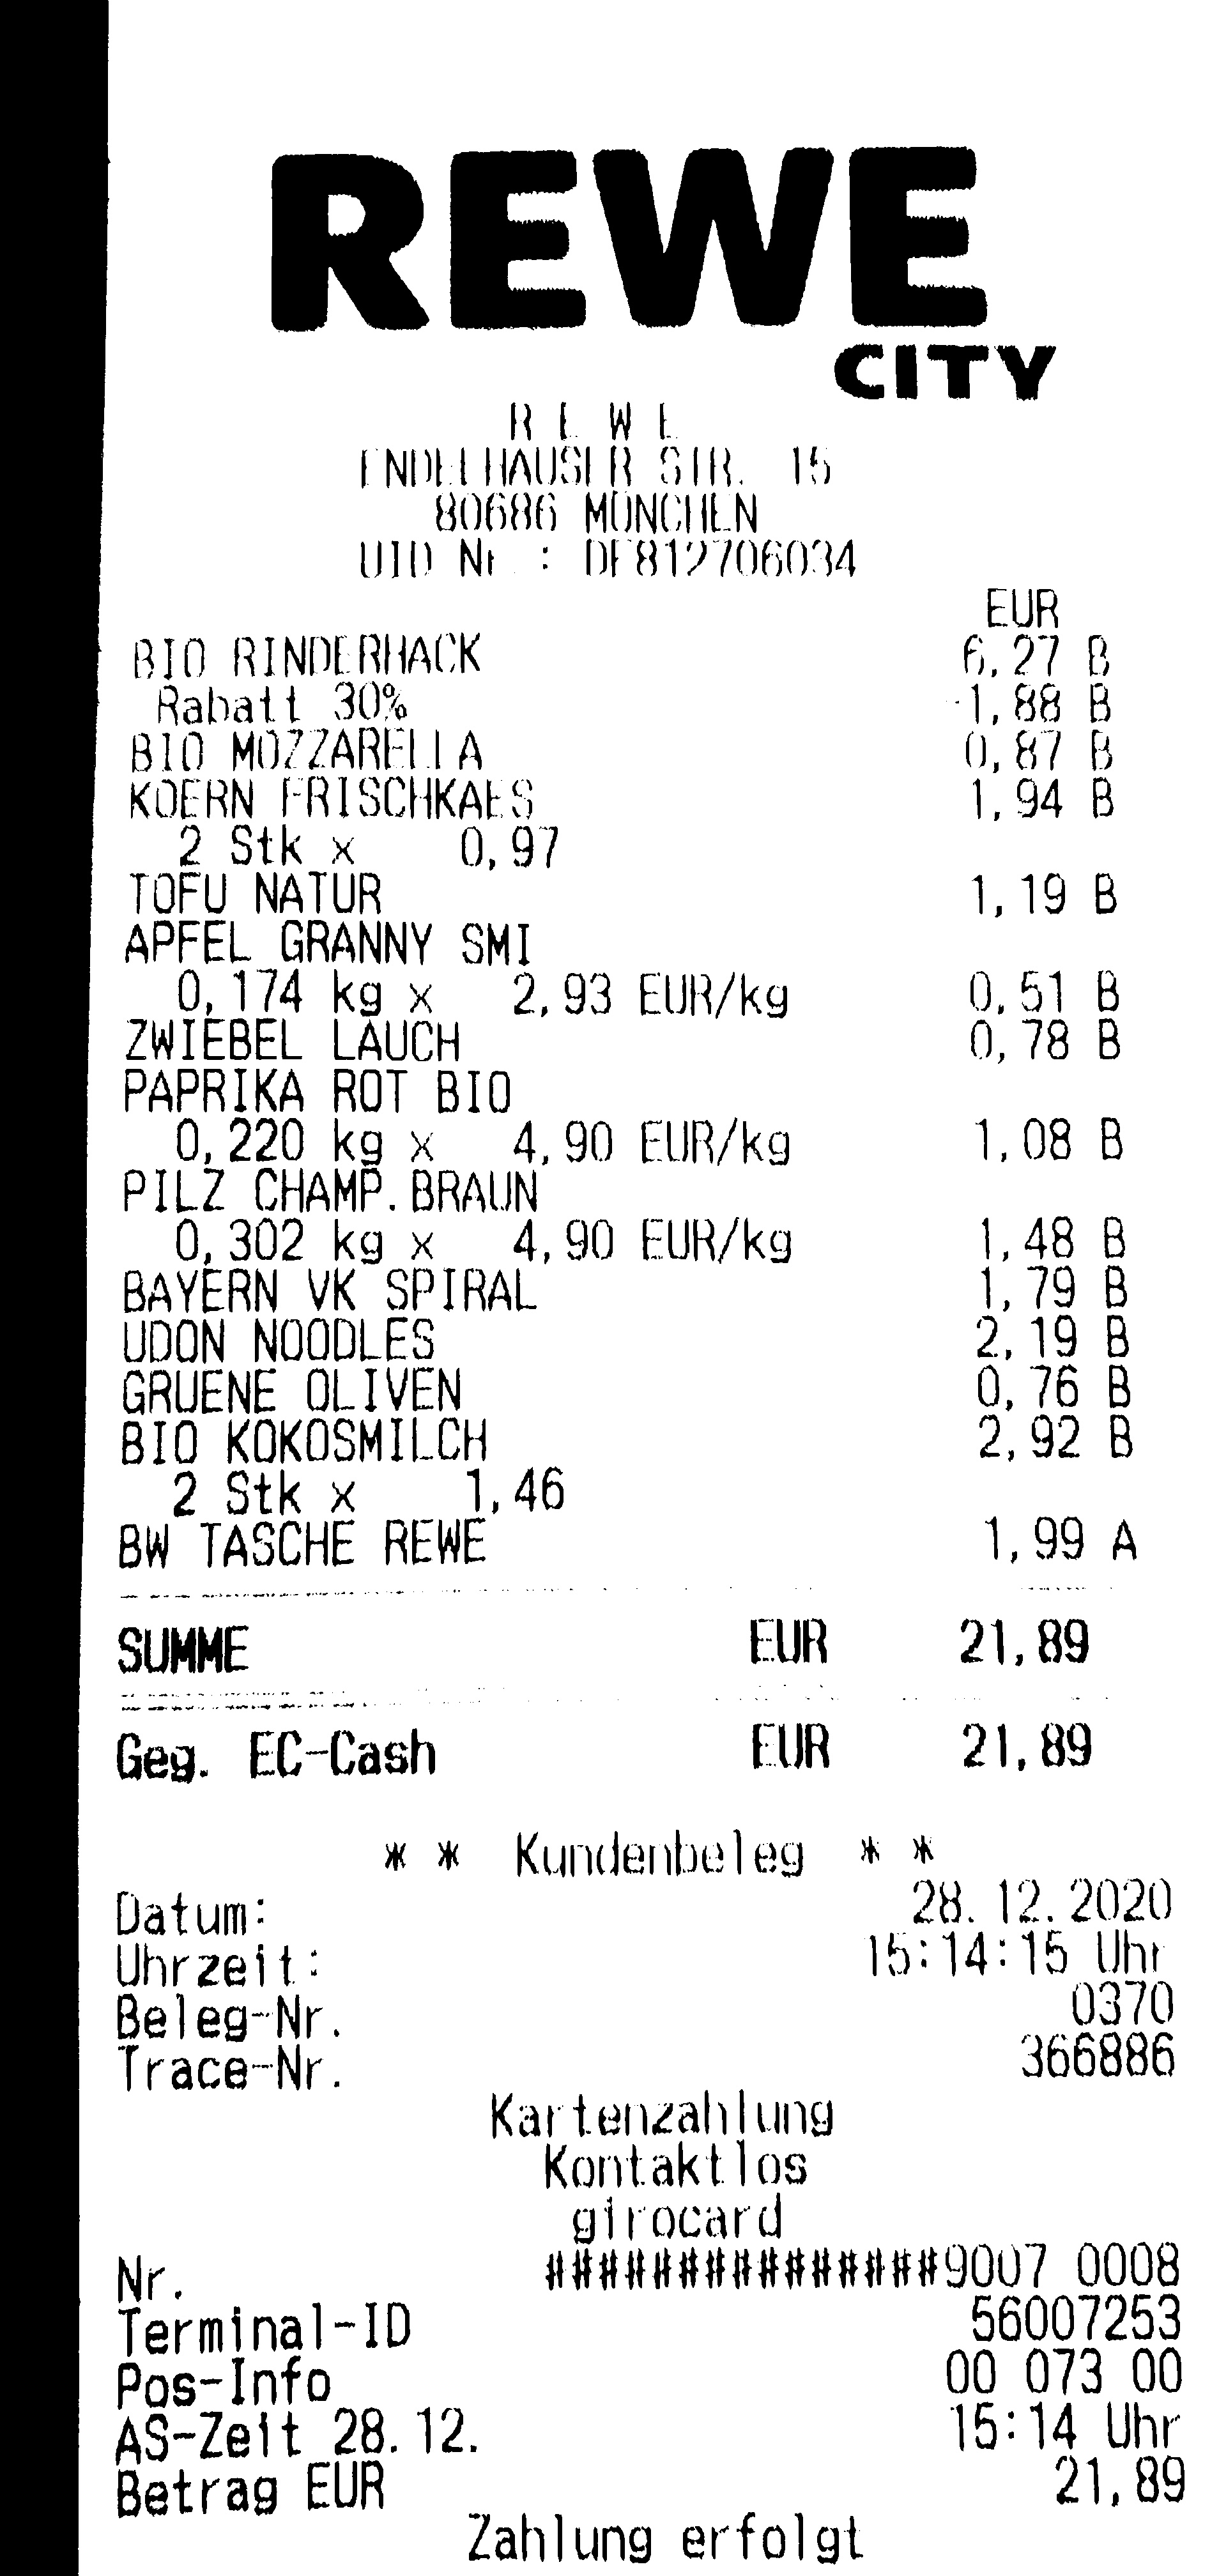 REWE
CITY
R E W E
ENDELHAUSER STR. 15
80686 MÜNCHEN
UID Nr.: DE812706034
EUR
BIO RINDERHACK 6,27 B
Rabatt 30% -1,88 B
BIO MOZZARELLA 0,87 B
KOERN FRISCHKAES 1,94 B
2 Stk x 0,97
TOFU NATUR 1,19 B
APFEL GRANNY SMI
0,174 kg x 2,93 EUR/kg 0,51 B
ZWIEBEL LAUCH 0,78 B
PAPRIKA ROT BIO
0,220 kg x 4,90 EUR/kg 1,08 B
PILZ CHAMP.BRAUN
0,302 kg x 4,90 EUR/kg 1,48 B
BAYERN VK SPIRAL 1,79 B
UDON NOODLES 2,19 B
GRUENE OLIVEN 0,76 B
BIO KOKOSMILCH 2,92 B
2 Stk x 1,46
BW TASCHE REWE 1,99 A
SUMME EUR 21,89
Geg. EC-Cash EUR 21,89
* * Kundenbeleg * *
Datum: 28.12.2020
Uhrzeit: 15:14:15 Uhr
Beleg-Nr. 0370
Trace-Nr. 366886
Kartenzahlung
Kontaktlos
girocard
Nr. ###############9007 0008
Terminal-ID 56007253
Pos-Info 00 073 00
AS-Zeit 28.12. 15:14 Uhr
Betrag EUR 21,89
Zahlung erfolgt